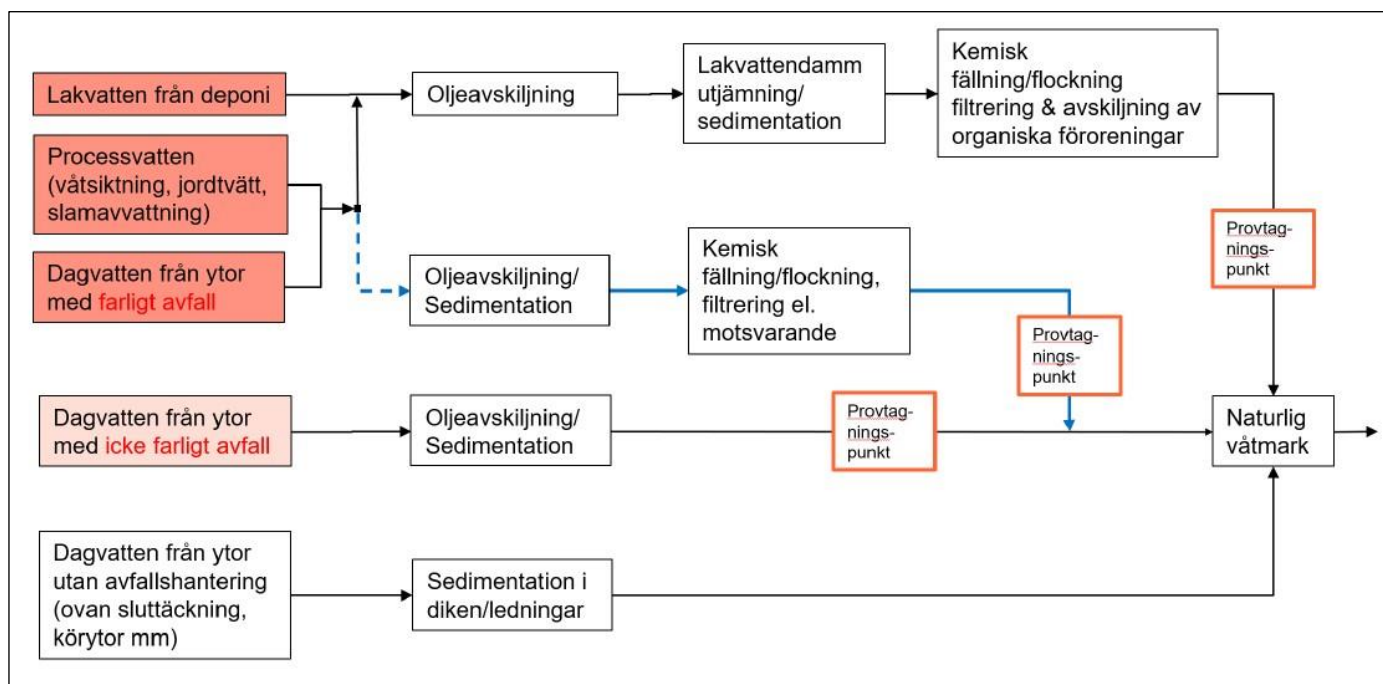 Lakvatten från deponi
Oljeavskiljning
Lakvattendamm
utjämning/
sedimentation
Kemisk
fällning/flockning
filtrering & avskiljning av
organiska föroreningar
Processvatten
(våtsiktning, jordtvätt,
slamavvattning)
Provtag-
nings-
punkt
Dagvatten från ytor
med farligt avfall
Oljeavskiljning/
Sedimentation
Kemisk
fällning/flockning,
filtrering el.
motsvarande
Provtag-
nings-
punkt
Dagvatten från ytor
med icke farligt avfall
Oljeavskiljning/
Sedimentation
Provtag-
nings-
punkt
Naturlig
våtmark
Dagvatten från ytor
utan avfallshantering
(ovan sluttäckning,
körytor mm)
Sedimentation i
diken/ledningar